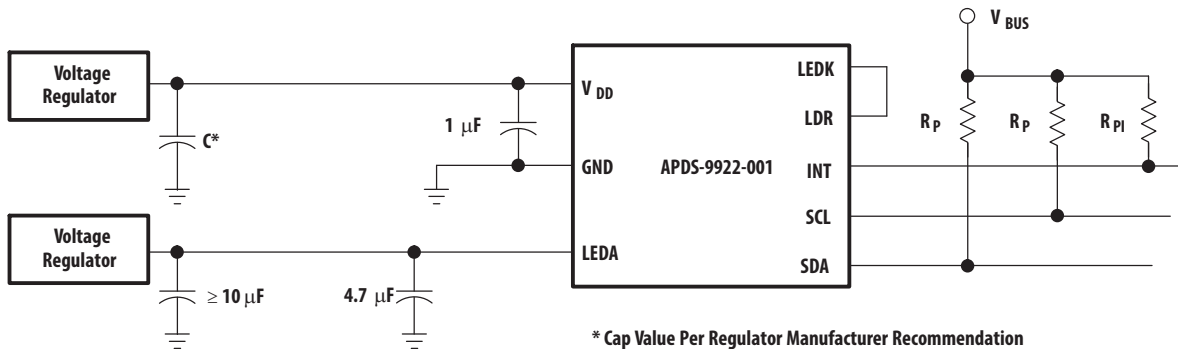 V BUS
Voltage
Regulator
LEDK
V DD
LDR
1 μF
R P
R P
R PI
C*
GND
APDS-9922-001
INT
SCL
Voltage
Regulator
LEDA
SDA
≥ 10 μF
4.7 μF
* Cap Value Per Regulator Manufacturer Recommendation